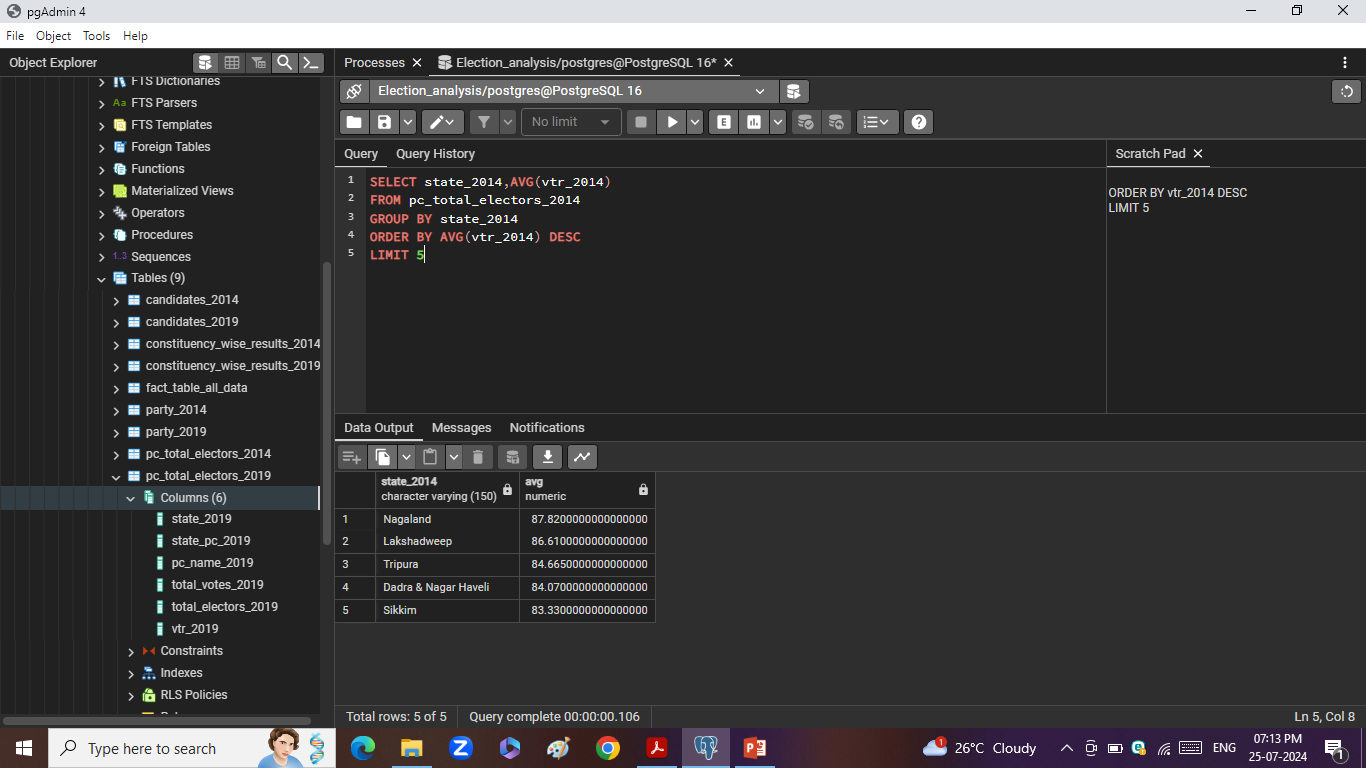 pgAdmin 4
File Object Tools Help
Object Explorer
FTS Dictionaries
Aa FTS Parsers
FTS Templates
Foreign Tables
Functions
Materialized Views
Operators
Procedures
1..3 Sequences
Tables (9)
candidates_2014
candidates_2019
constituency_wise_results_2014
constituency_wise_results_2019
fact_table_all_data
party_2014
party_2019
pc_total_electors_2014
pc_total_electors_2019
Columns (6)
state_2019
state_pc_2019
pc_name_2019
total_votes_2019
total_electors_2019
vtr_2019
Constraints
Indexes
RLS Policies
Processes
Election_analysis/postgres@PostgreSQL 16*
Election_analysis/postgres@PostgreSQL 16
No limit
E
Query Query History
1 SELECT state_2014,AVG(vtr_2014)
2 FROM pc_total_electors_2014
3 GROUP BY state_2014
4 ORDER BY AVG(vtr_2014) DESC
5 LIMIT 5
Scratch Pad
ORDER BY vtr_2014 DESC
LIMIT 5
Data Output Messages Notifications
state_2014 avg
character varying (150) numeric
1 Nagaland 87.8200000000000000
2 Lakshadweep 86.6100000000000000
3 Tripura 84.6650000000000000
4 Dadra & Nagar Haveli 84.0700000000000000
5 Sikkim 83.3300000000000000
Total rows: 5 of 5 Query complete 00:00:00.106 Ln 5, Col 8
Type here to search
1 26°C Cloudy ENG 07:13 PM
25-07-2024 1